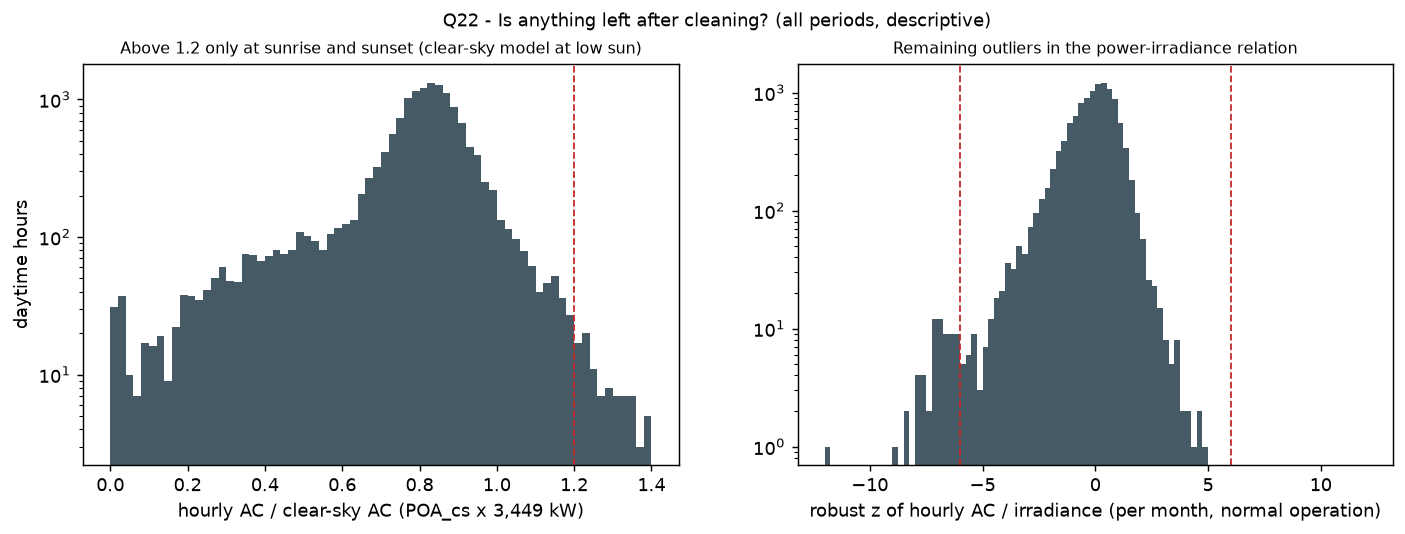 Q22 - Is anything left after cleaning? (all periods, descriptive)
Above 1.2 only at sunrise and sunset (clear-sky model at low sun)
Remaining outliers in the power-irradiance relation
daytime hours
10³
10²
10¹
0.0 0.2 0.4 0.6 0.8 1.0 1.2 1.4
hourly AC / clear-sky AC (POA_cs x 3,449 kW)
10³
10²
10¹
10⁰
−10 −5 0 5 10
robust z of hourly AC / irradiance (per month, normal operation)